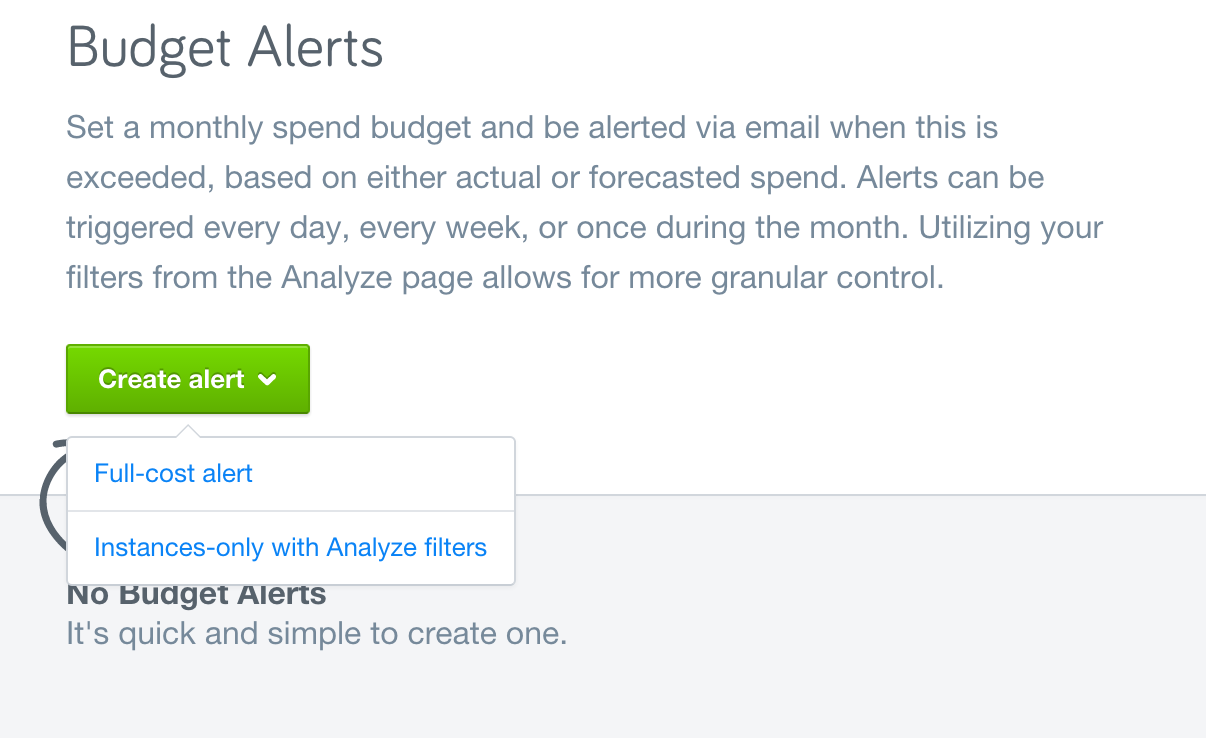 Budget Alerts
Set a monthly spend budget and be alerted via email when this is
exceeded, based on either actual or forecasted spend. Alerts can be
triggered every day, every week, or once during the month. Utilizing your
filters from the Analyze page allows for more granular control.
Create alert
Full-cost alert
Instances-only with Analyze filters
No Budget Alerts
It's quick and simple to create one.